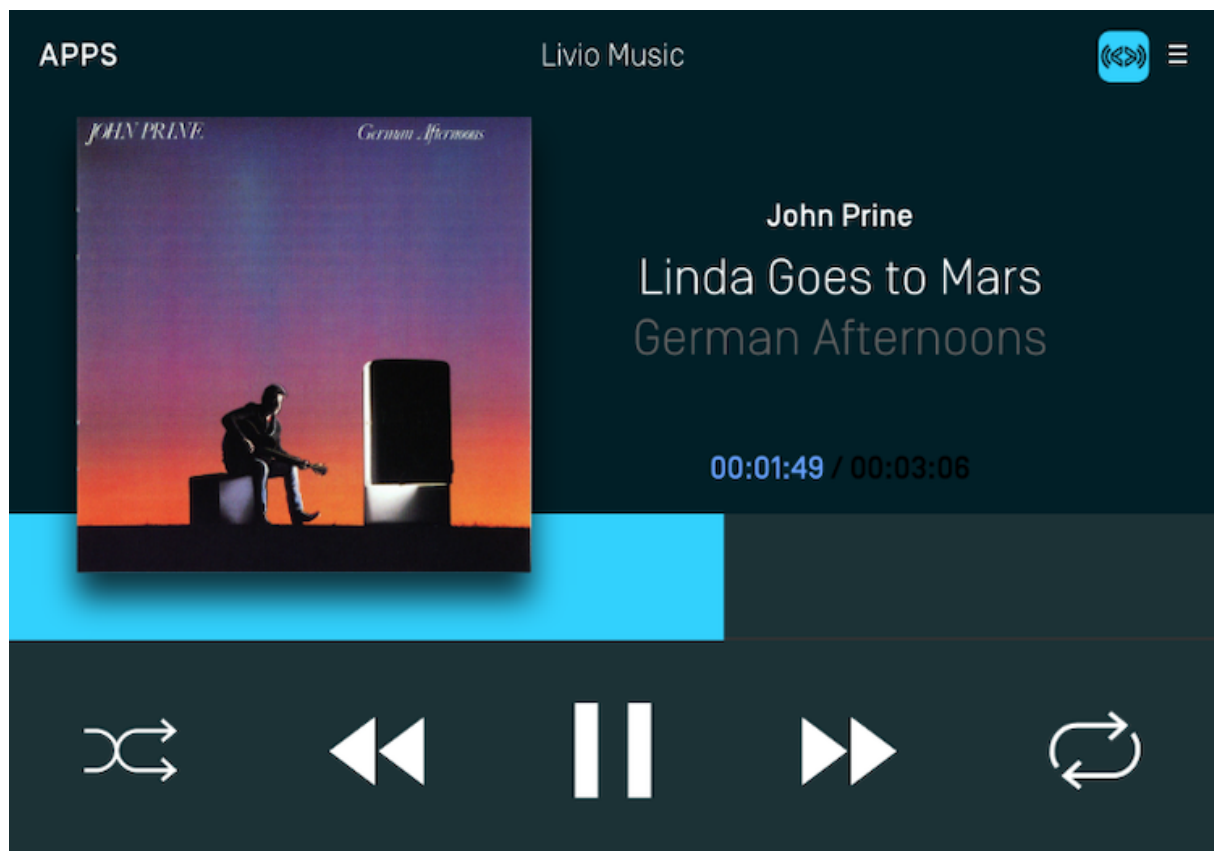 APPS
Livio Music
JOHN PRINE
German Afternoons
John Prine
Linda Goes to Mars
German Afternoons
00:01:49 / 00:03:06